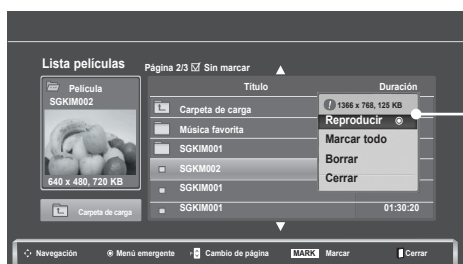 Lista películas
Página 2/3 Sin marcar
Película
SGKIM002
640 x 480, 720 KB
Carpeta de carga
Título Duración
Carpeta de carga
Música favorita
SGKIM001
SGKM002
SGKIM001
SGKIM001 01:30:20
1366 x 768, 125 KB
Reproducir
Marcar todo
Borrar
Cerrar
Navegación Menú emergente Cambio de página MARK Marcar Cerrar